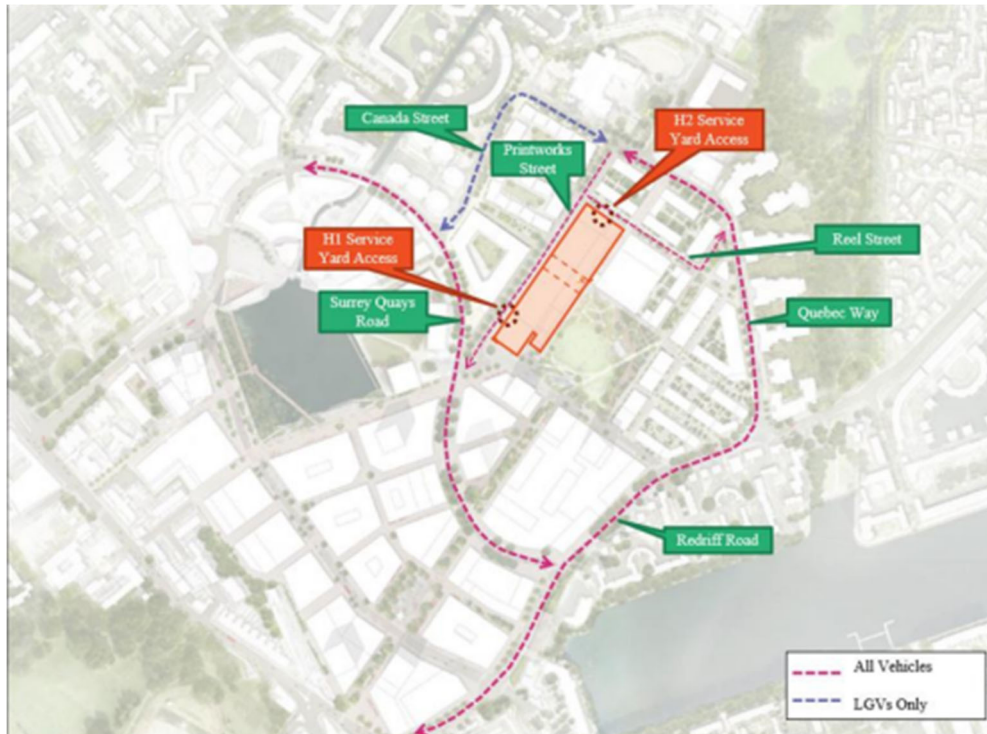 Canada Street
H2 Service
Yard Access
Printworks
Street
H1 Service
Yard Access
Reel Street
Surrey Quays
Road
Quebec Way
Redriff Road
All Vehicles
LGVs Only